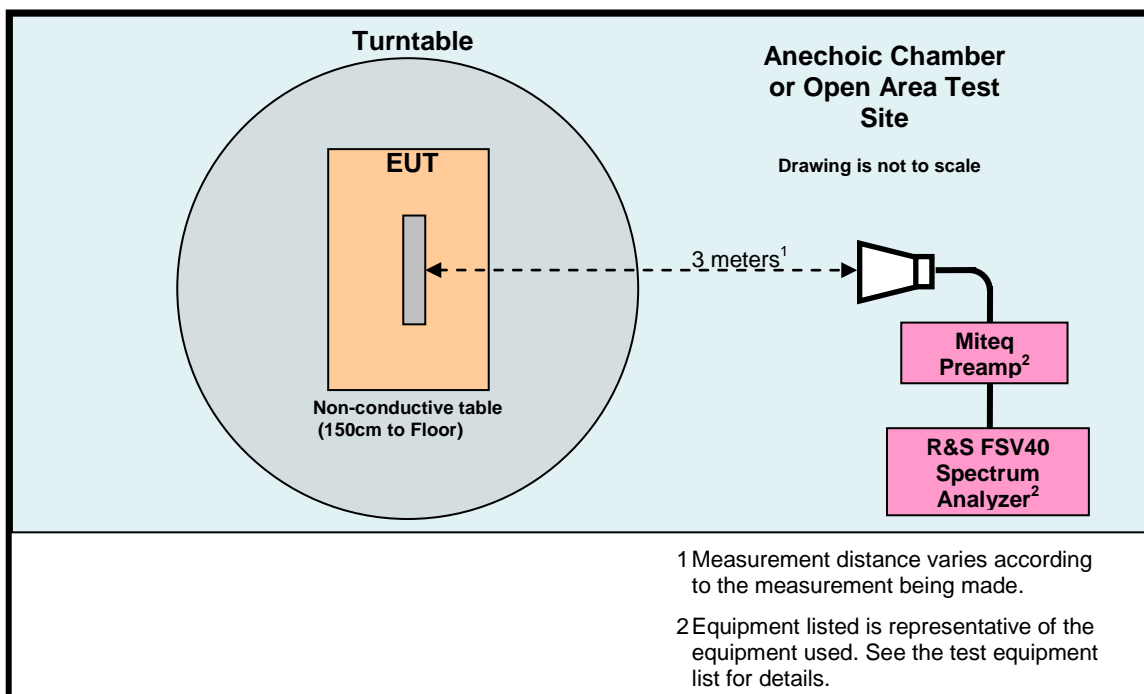 Turntable
Anechoic Chamber
or Open Area Test
Site
Drawing is not to scale
EUT
3 meters1
Non-conductive table
(150cm to Floor)
Miteq
Preamp2
R&S FSV40
Spectrum
Analyzer2
1 Measurement distance varies according
to the measurement being made.
2 Equipment listed is representative of the
equipment used. See the test equipment
list for details.